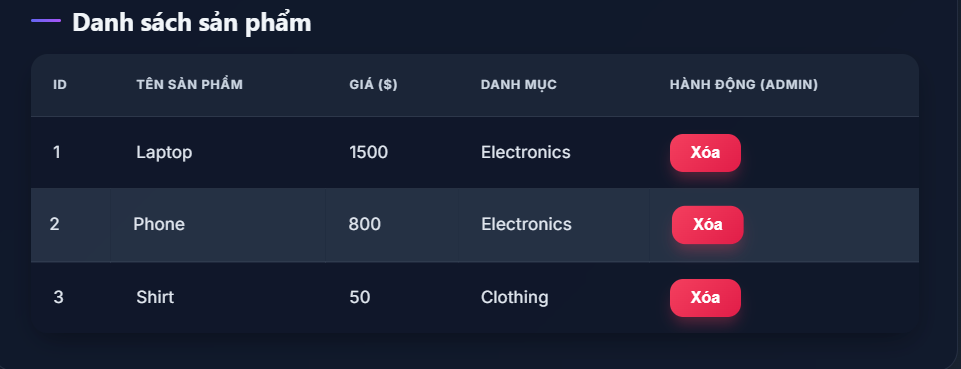 Danh sách sản phẩm
ID TÊN SẢN PHẨM GIÁ ($) DANH MỤC HÀNH ĐỘNG (ADMIN)
1 Laptop 1500 Electronics Xóa
2 Phone 800 Electronics Xóa
3 Shirt 50 Clothing Xóa